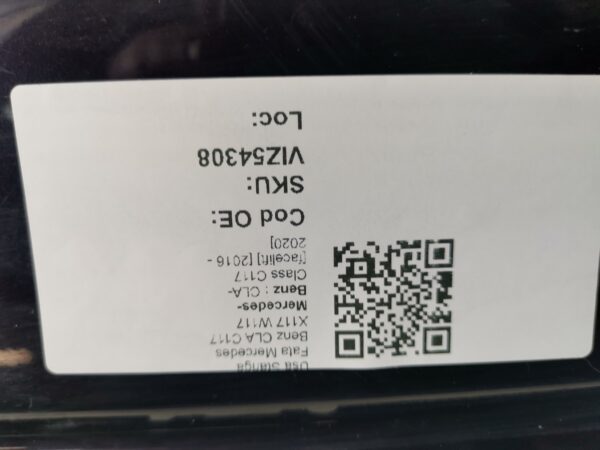 Usa Stanga
Fata Mercedes
Benz CLA C117
X117 W117
Mercedes-
Benz : CLA-
Class C117
[facelift] [2016 -
2020]
Cod OE:
SKU:
VIZ54308
Loc: